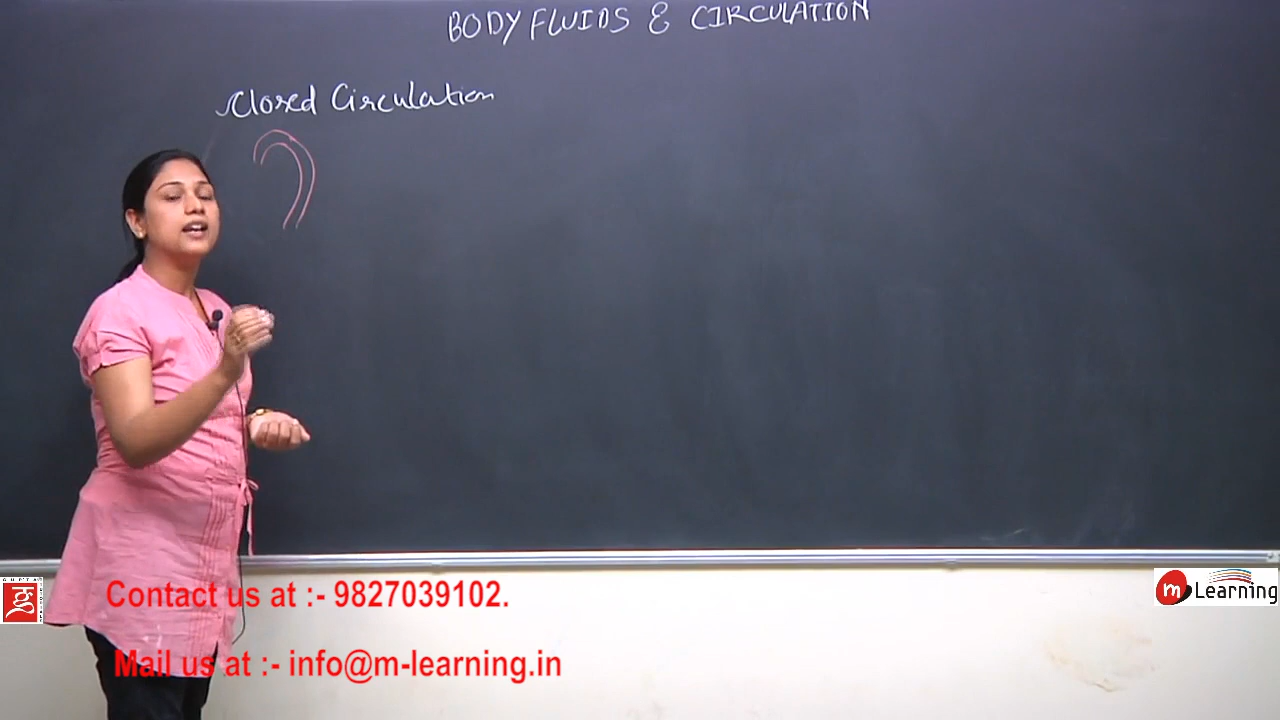 BODY FLUIDS & CIRCULATION
Closed Circulation
Contact us at :- 9827039102.
Mail us at :- info@m-learning.in
m Learning